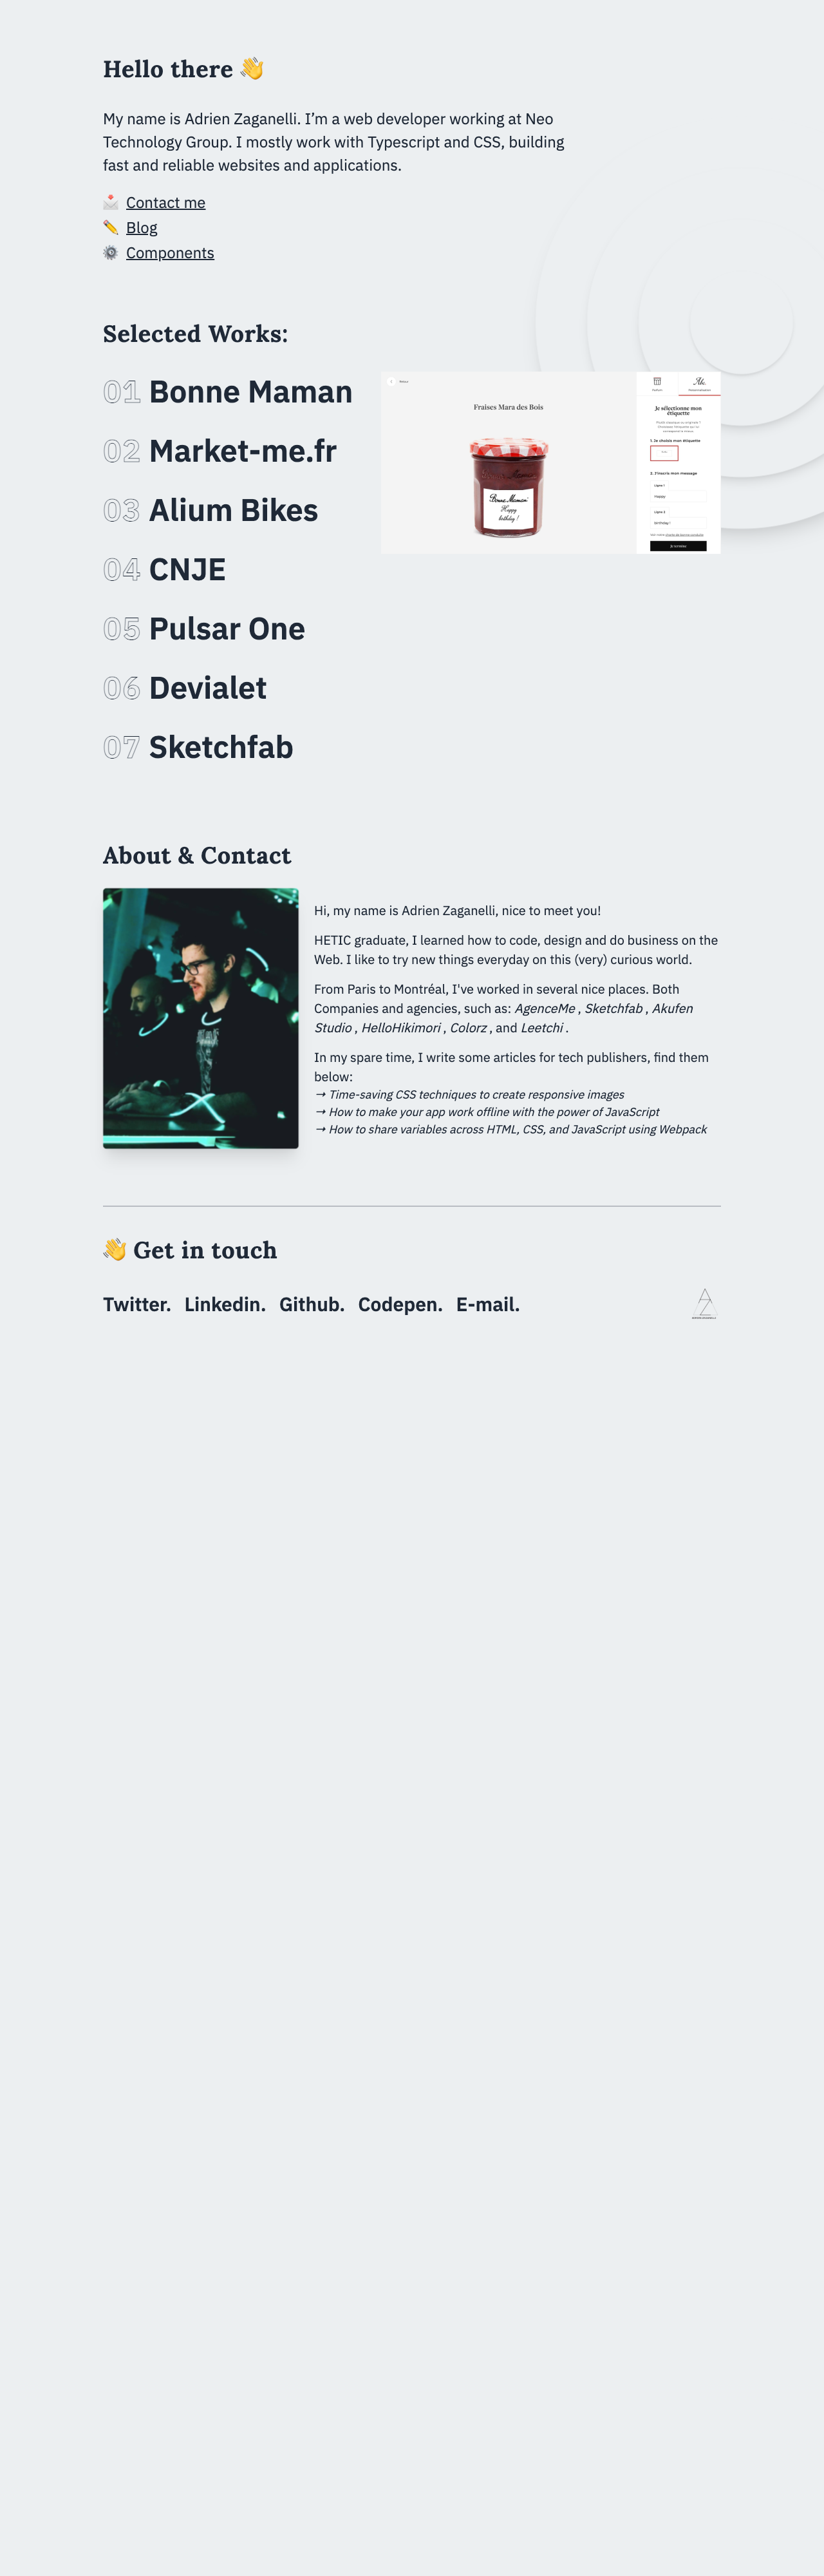 Hello there 👋
My name is Adrien Zaganelli. I’m a web developer working at Neo
Technology Group. I mostly work with Typescript and CSS, building
fast and reliable websites and applications.
Contact me
Blog
Components
Selected Works:
01 Bonne Maman
02 Market-me.fr
03 Alium Bikes
04 CNJE
05 Pulsar One
06 Devialet
07 Sketchfab
Fraises Mara des Bois
Bonne Maman
Happy
birthday !
Je sélectionne mon
étiquette
1. Je choisis mon étiquette
2. J'inscris mon message
Ligne 1
Happy
Ligne 2
Birthday !
About & Contact
Hi, my name is Adrien Zaganelli, nice to meet you!
HETIC graduate, I learned how to code, design and do business on the
Web. I like to try new things everyday on this (very) curious world.
From Paris to Montréal, I've worked in several nice places. Both
Companies and agencies, such as: AgenceMe , Sketchfab , Akufen
Studio , HelloHikimori , Colorz , and Leetchi .
In my spare time, I write some articles for tech publishers, find them
below:
→ Time-saving CSS techniques to create responsive images
→ How to make your app work offline with the power of JavaScript
→ How to share variables across HTML, CSS, and JavaScript using Webpack
👋 Get in touch
Twitter. Linkedin. Github. Codepen. E-mail.